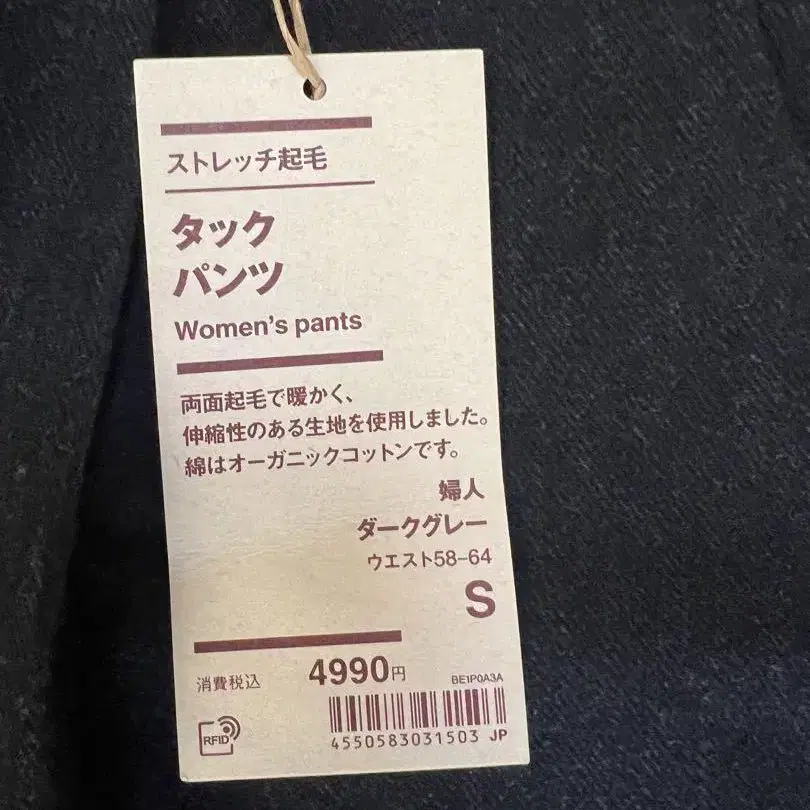 ストレッチ起毛
タック
パンツ
Women's pants
両面起毛で暖かく、
伸縮性のある生地を使用しました。
綿はオーガニックコットンです。
婦人
ダークグレー
ウエスト58-64
S
消費税込 4990円
BE1P0A3A
RFID
4550583031503 JP